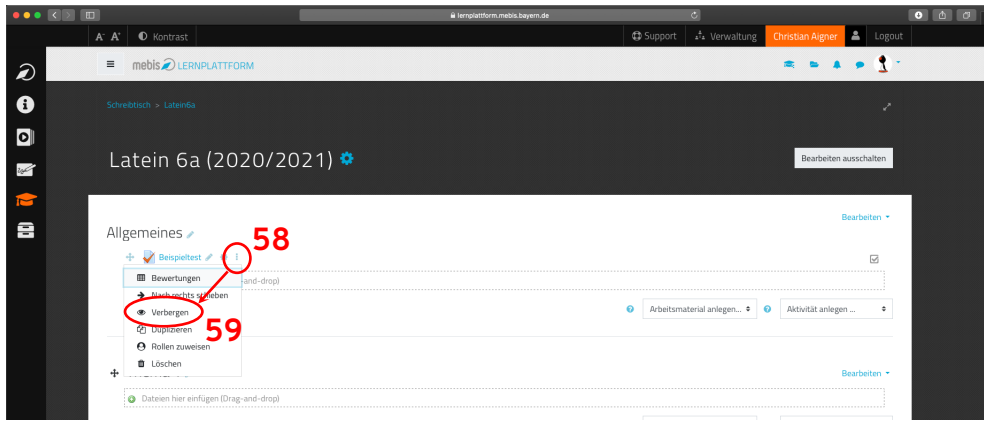 lernplattform.mebis.bayern.de
A- A+ Kontrast Support Verwaltung Christian Aigner Logout
mebis LERNPLATTFORM
Schreibtisch > Latein6a
Latein 6a (2020/2021)
Bearbeiten ausschalten
Bearbeiten
Allgemeines
58
Beispieltest
Bewertungen
-and-drop)
Nach rechts schieben
Verbergen
Arbeitsmaterial anlegen...
Aktivität anlegen ...
59
Duplizieren
Rollen zuweisen
Löschen
Bearbeiten
Dateien hier einfügen (Drag-and-drop)